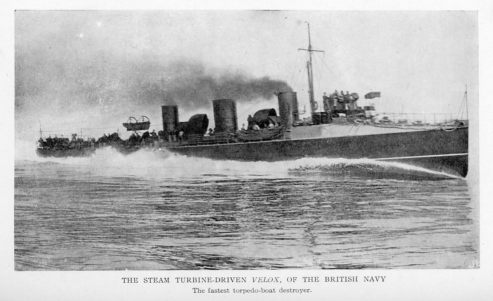 THE STEAM TURBINE-DRIVEN VELOX, OF THE BRITISH NAVY
The fastest torpedo-boat destroyer.